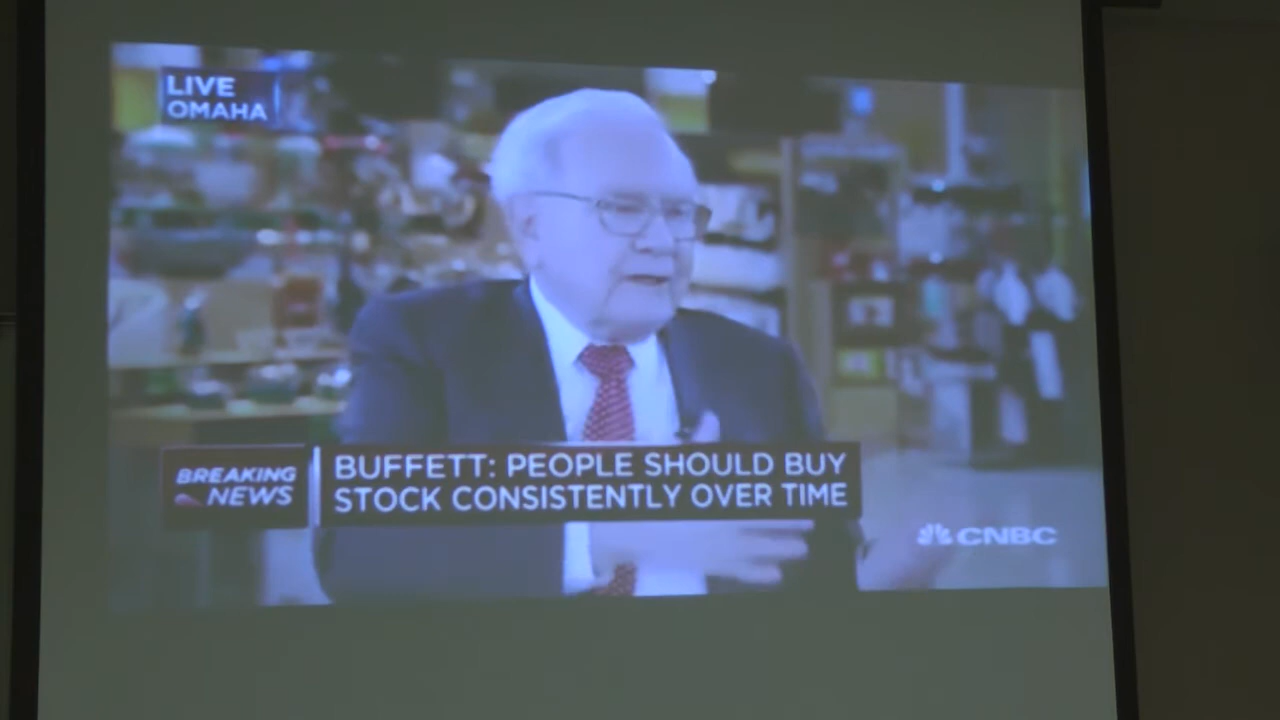 LIVE
OMAHA
BREAKING
NEWS
BUFFETT: PEOPLE SHOULD BUY
STOCK CONSISTENTLY OVER TIME
CNBC